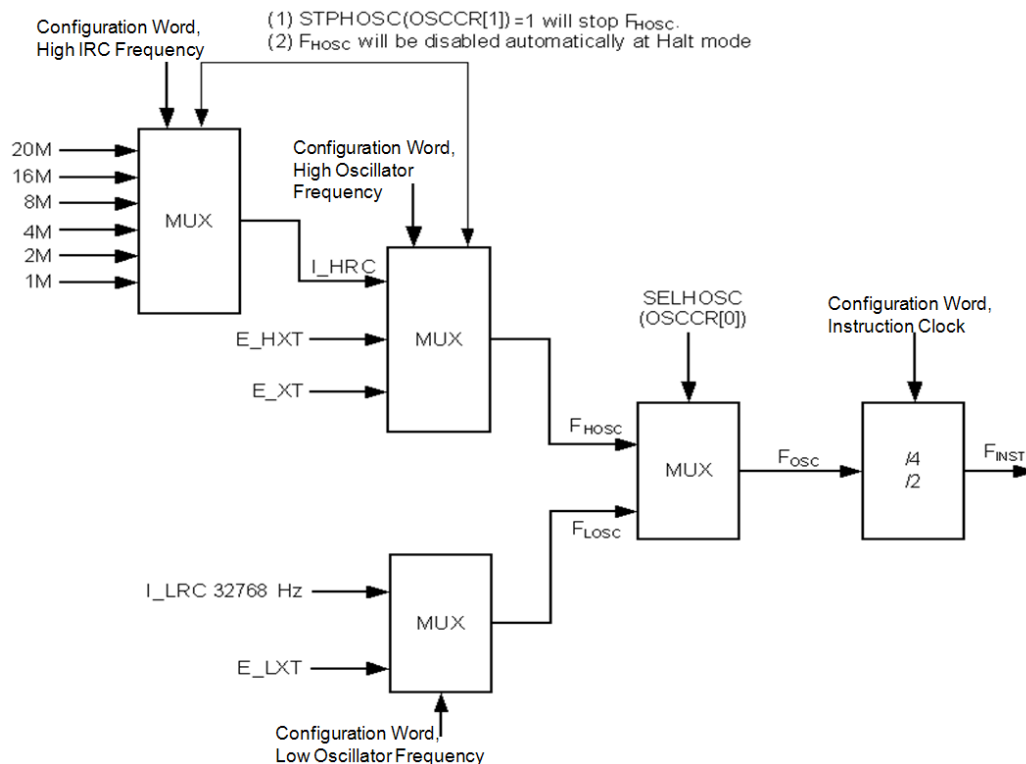 (1) STPHOSC(OSCCR[1])=1 will stop FHOSC.
(2) FHOSC will be disabled automatically at Halt mode
Configuration Word,
High IRC Frequency
20M
16M
8M
4M
2M
1M
MUX
Configuration Word,
High Oscillator
Frequency
I_HRC
E_HXT
E_XT
MUX
SELHOSC
(OSCCR[0])
Configuration Word,
Instruction Clock
FHOSC
FLOSC
MUX
FOSC
/4
/2
FINST
I_LRC 32768 Hz
E_LXT
MUX
Configuration Word,
Low Oscillator Frequency